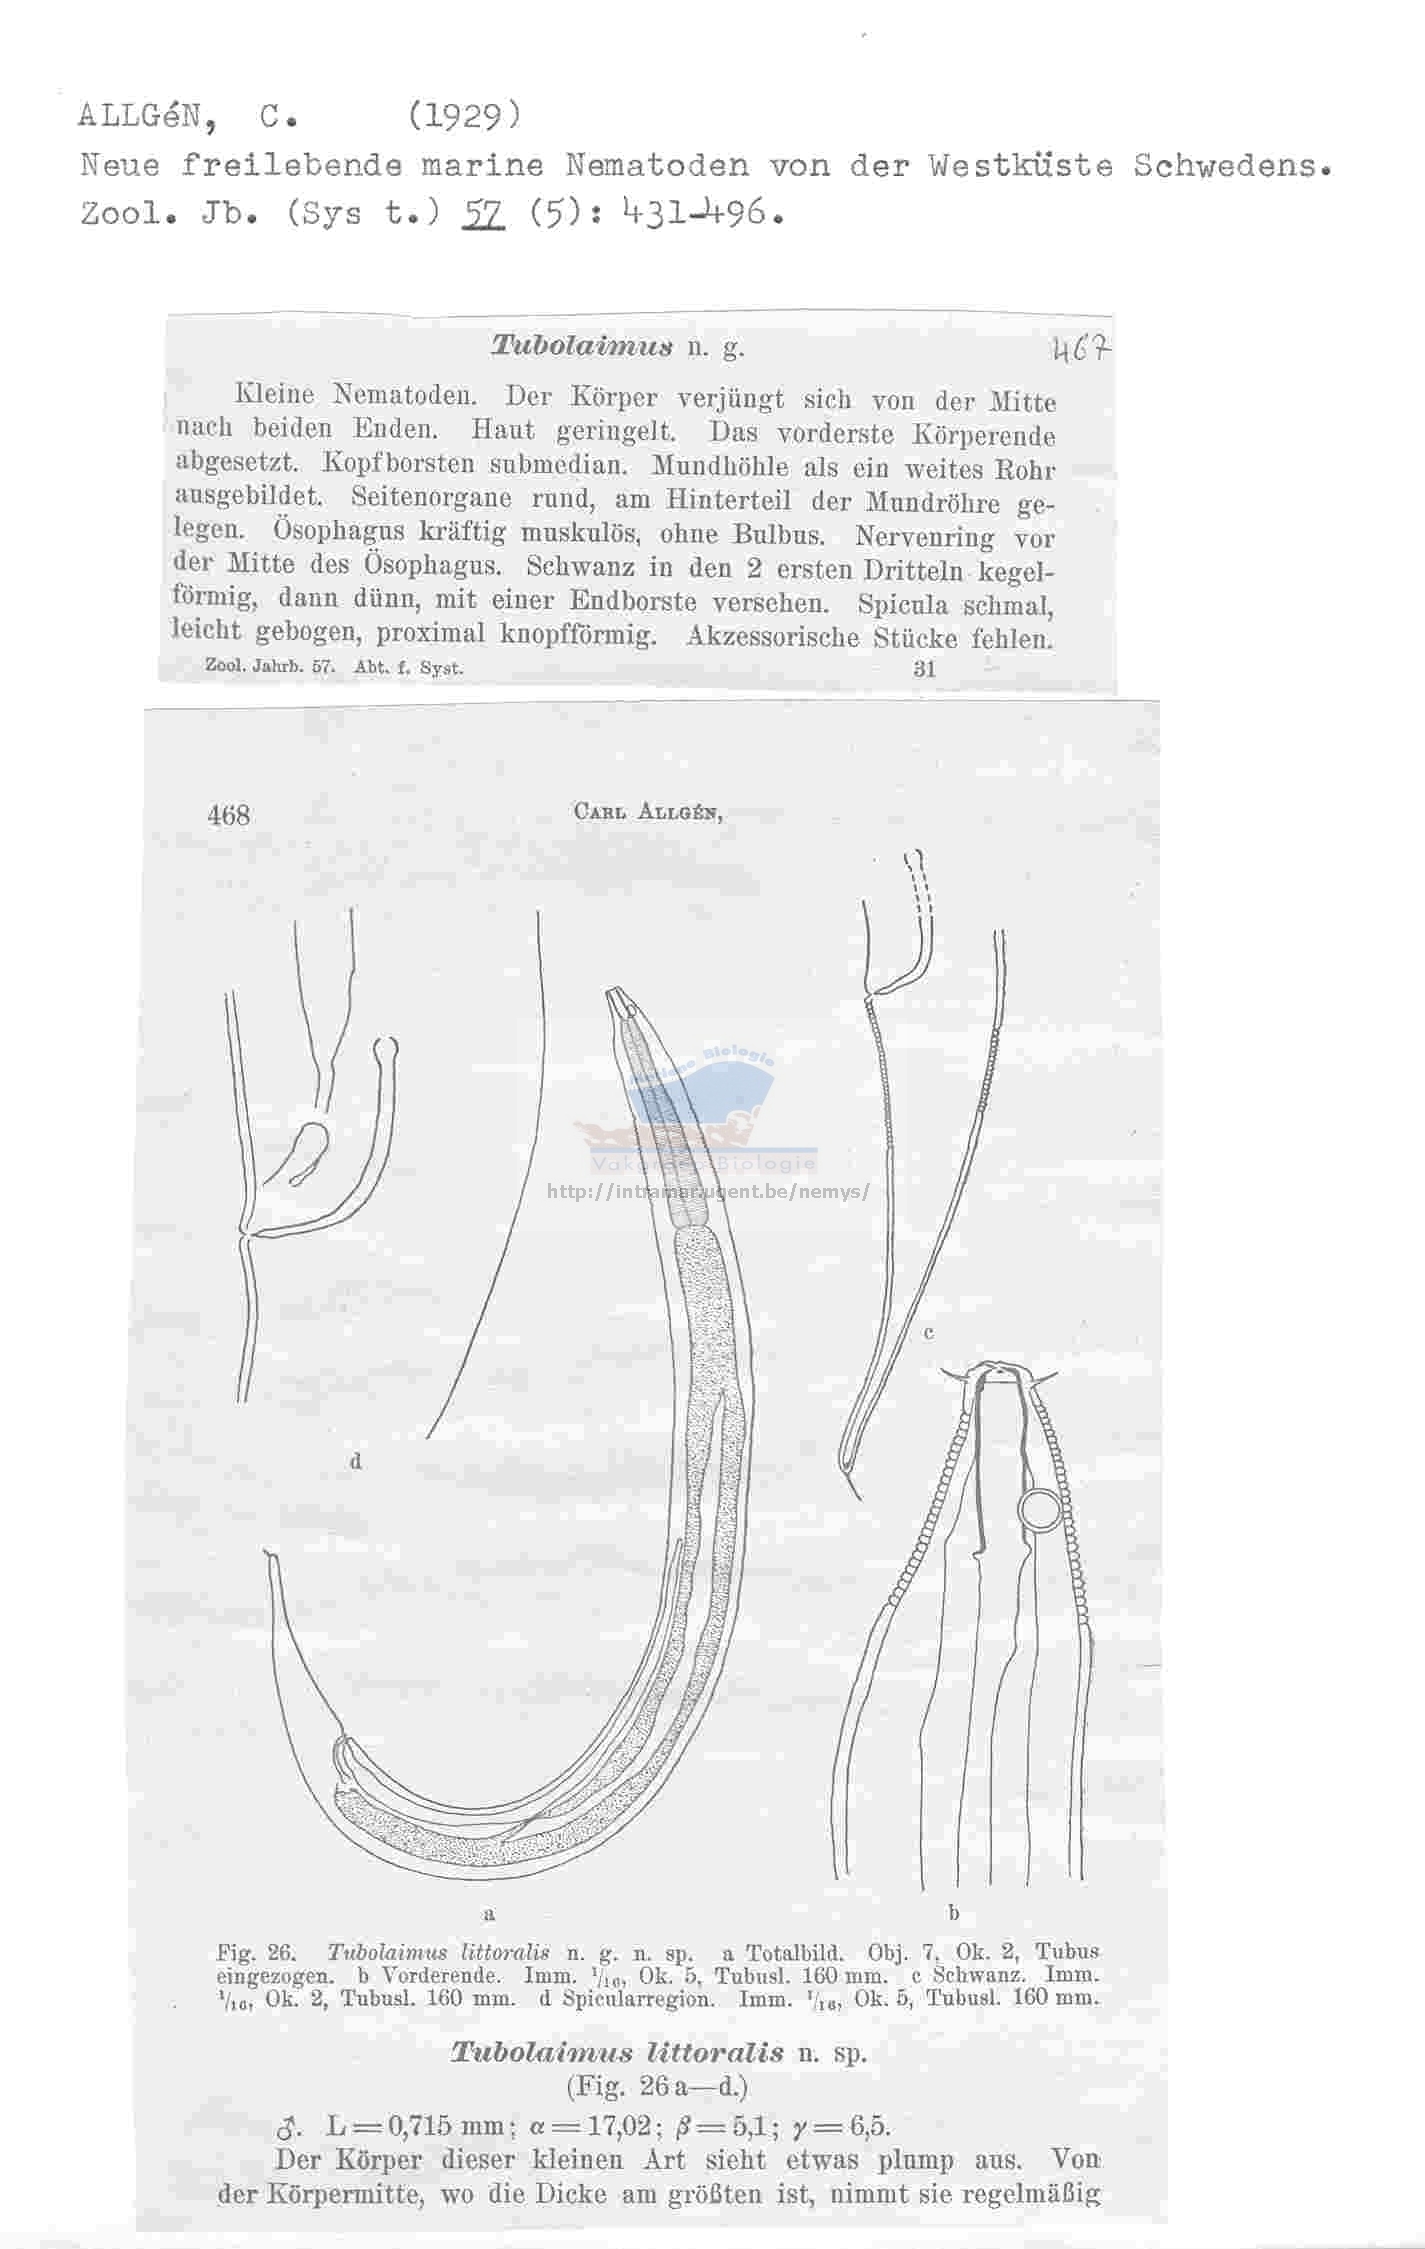 ALLGéN, C. (1929)
Neue freilebende marine Nematoden von der Westküste Schwedens.
Zool. Jb. (Sys t.) 57 (5): 431-496.
Tubolaimus n. g.
467
Kleine Nematoden. Der Körper verjüngt sich von der Mitte
nach beiden Enden. Haut geringelt. Das vorderste Körperende
abgesetzt. Kopfborsten submedian. Mundhöhle als ein weites Rohr
ausgebildet. Seitenorgane rund, am Hinterteil der Mundröhre ge-
legen. Ösophagus kräftig muskulös, ohne Bulbus. Nervenring vor
der Mitte des Ösophagus. Schwanz in den 2 ersten Dritteln kegel-
förmig, dann dünn, mit einer Endborste versehen. Spicula schmal,
leicht gebogen, proximal knopfförmig. Akzessorische Stücke fehlen.
Zool. Jahrb. 57. Abt. f. Syst. 31
468 CARL ALLGÉN,
Biologie
Biologie
http://intramar.ugent.be/nemys/
c
d
a
b
Fig. 26. Tubolaimus littoralis n. g. n. sp. a Totalbild. Obj. 7, Ok. 2, Tubus
eingezogen. b Vorderende. Imm. 1/16, Ok. 5, Tubusl. 160 mm. c Schwanz. Imm.
1/16, Ok. 2, Tubusl. 160 mm. d Spicularregion. Imm. 1/16, Ok. 5, Tubusl. 160 mm.
Tubolaimus littoralis n. sp.
(Fig. 26 a—d.)
♂. L = 0,715 mm; α = 17,02; β = 5,1; γ = 6,5.
Der Körper dieser kleinen Art sieht etwas plump aus. Von
der Körpermitte, wo die Dicke am größten ist, nimmt sie regelmäßig